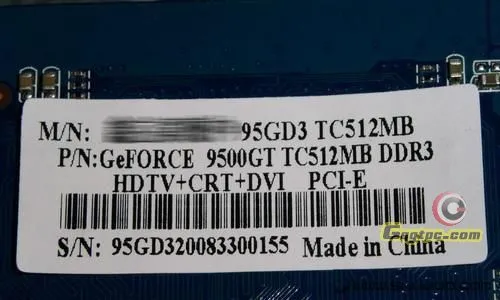 M/N: 95GD3 TC512MB
P/N:GeFORCE 9500GT TC512MB DDR3
HDTV+CRT+DVI PCI-E
S/N: 95GD320083300155 Made in China